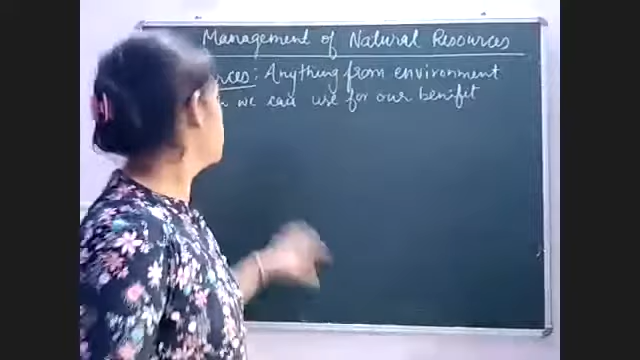 Management of Natural Resources
: Anything from environment
we can use for our benifit